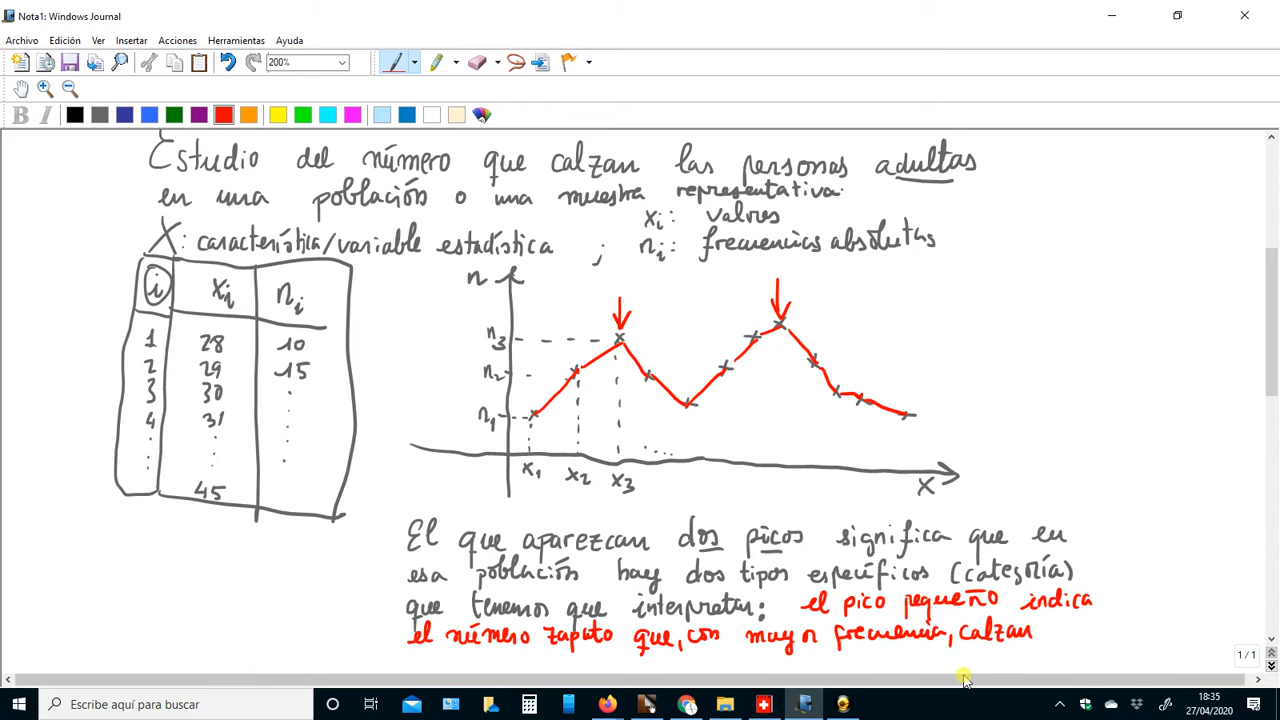 Nota1: Windows Journal
Archivo Edición Ver Insertar Acciones Herramientas Ayuda
200%
B I
Estudio del número que calzan las personas adultas
en una población o una muestra representativa.
X: característica/variable estadística ; xi: valores
ni: frecuencias absolutas
i xi ni
1 28 10
2 29 15
3 30 .
4 31 .
. . .
. . .
45
n
n3
n2
n1
x1 x2 x3 ...
X
El que aparezcan dos picos significa que en
esa población hay dos tipos específicos (categoría)
que tenemos que interpretar: el pico pequeño indica
el número zapato que, con mayor frecuencia, calzan
1/1
Escribe aquí para buscar
18:35
27/04/2020